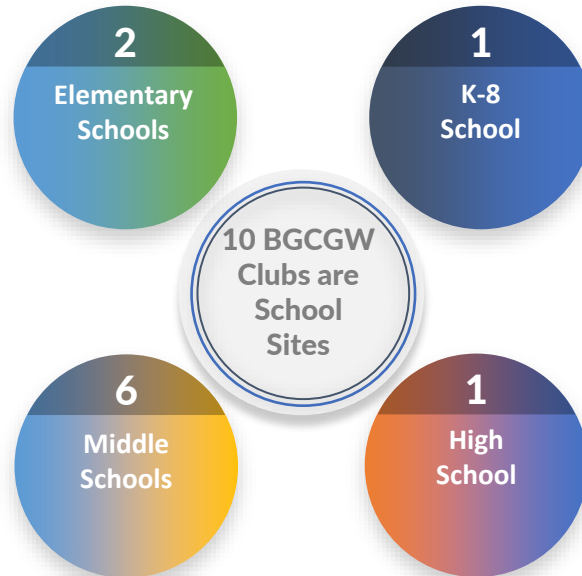 2
Elementary
Schools
1
K-8
School
10 BGCGW
Clubs are
School
Sites
6
Middle
Schools
1
High
School